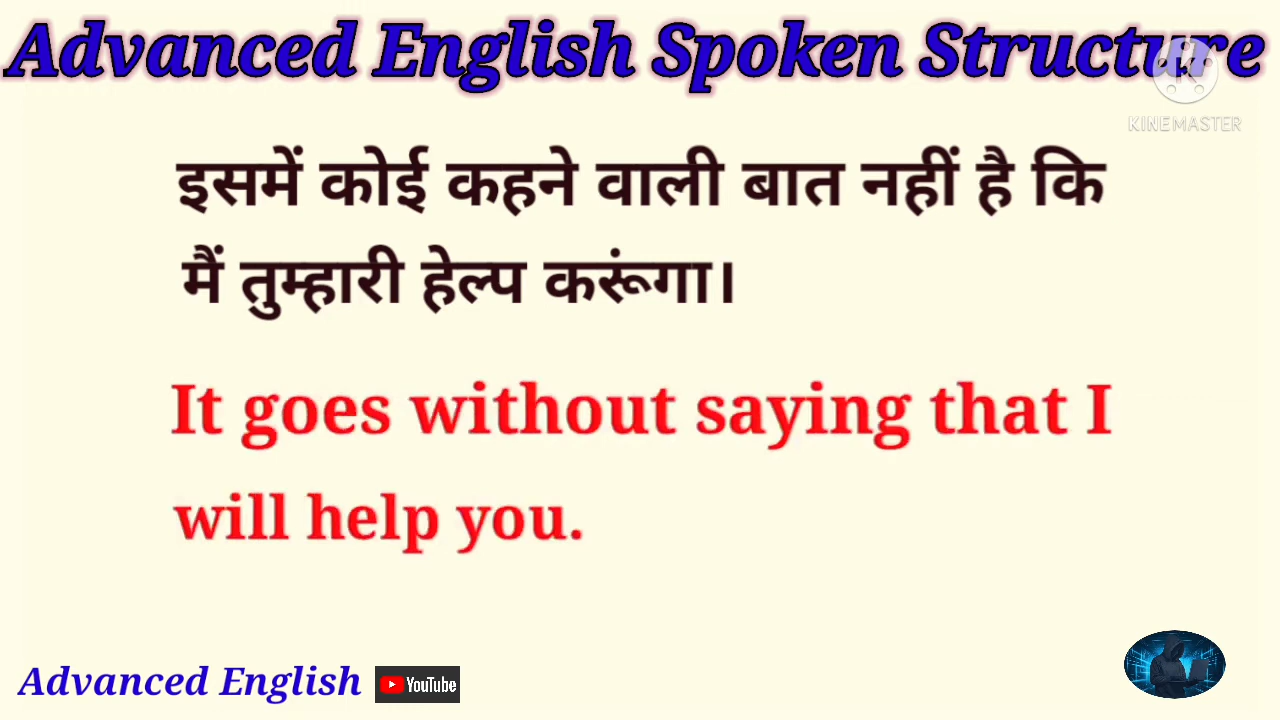 Advanced English Spoken Structure
KINEMASTER
इसमें कोई कहने वाली बात नहीं है कि
मैं तुम्हारी हेल्प करूंगा।
It goes without saying that I
will help you.
Advanced English YouTube